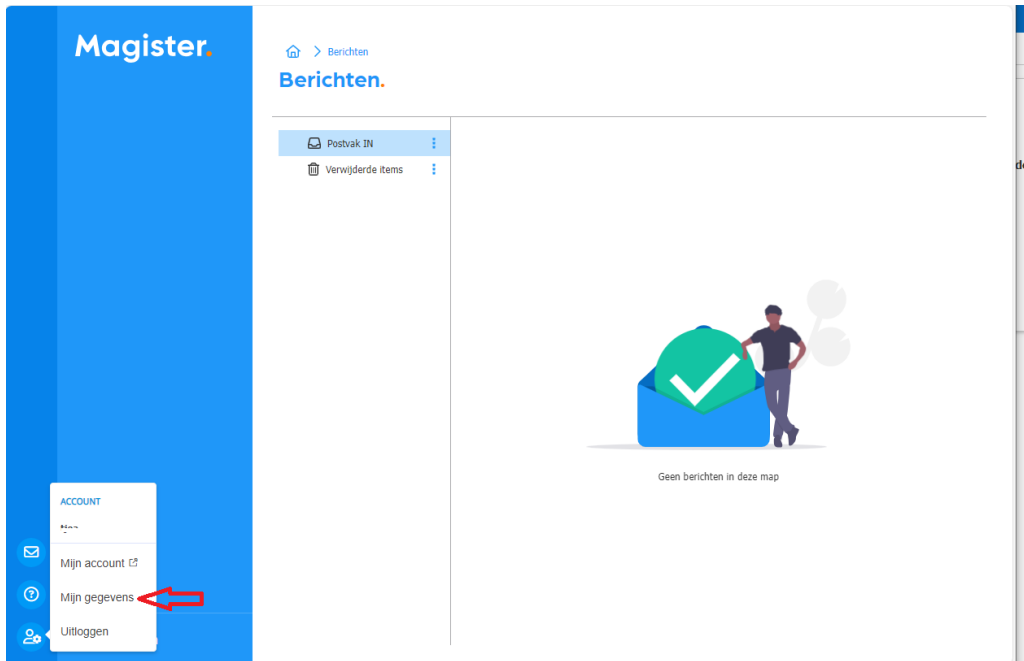 Magister.
Berichten
Berichten.
Postvak IN
Verwijderde items
Geen berichten in deze map
ACCOUNT
Mijn account
Mijn gegevens
Uitloggen